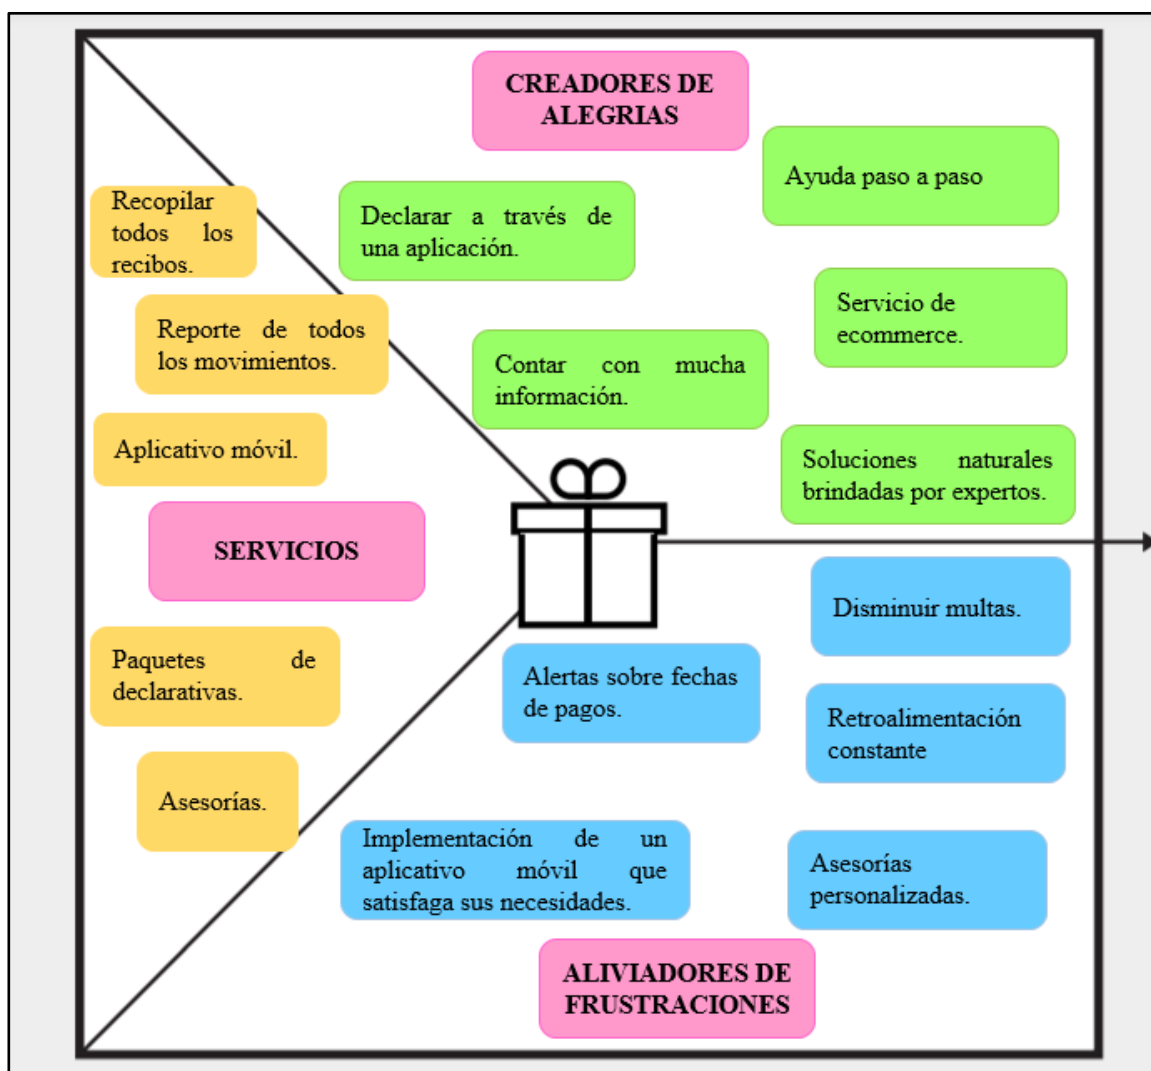 CREADORES DE
ALEGRIAS
Ayuda paso a paso
Declarar a través de
una aplicación.
Servicio de
ecommerce.
Contar con mucha
información.
Soluciones naturales
brindadas por expertos.
Recopilar
todos los
recibos.
Reporte de todos
los movimientos.
Aplicativo móvil.
SERVICIOS
Paquetes de
declarativas.
Asesorías.
Disminuir multas.
Alertas sobre fechas
de pagos.
Retroalimentación
constante
Implementación de un
aplicativo móvil que
satisfaga sus necesidades.
Asesorías
personalizadas.
ALIVIADORES DE
FRUSTRACIONES